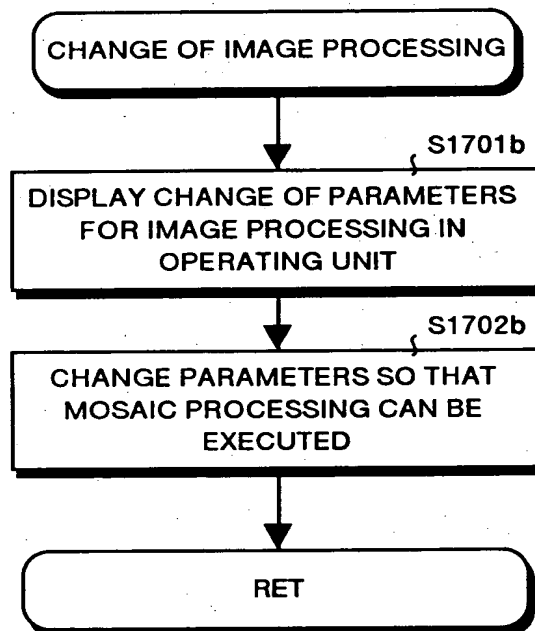 CHANGE OF IMAGE PROCESSING
S1701b
DISPLAY CHANGE OF PARAMETERS
FOR IMAGE PROCESSING IN
OPERATING UNIT
S1702b
CHANGE PARAMETERS SO THAT
MOSAIC PROCESSING CAN BE
EXECUTED
RET